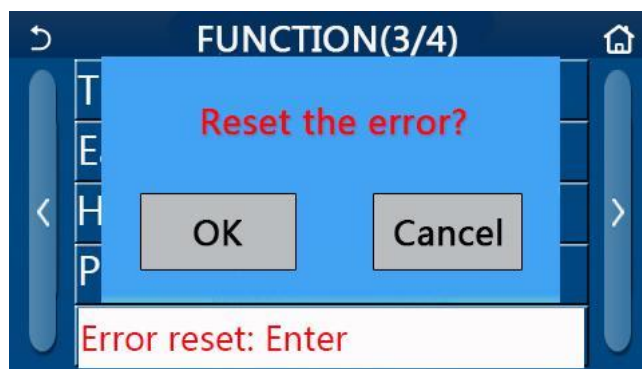 FUNCTION(3/4)
T
Reset the error?
E
H
OK
Cancel
P
Error reset: Enter